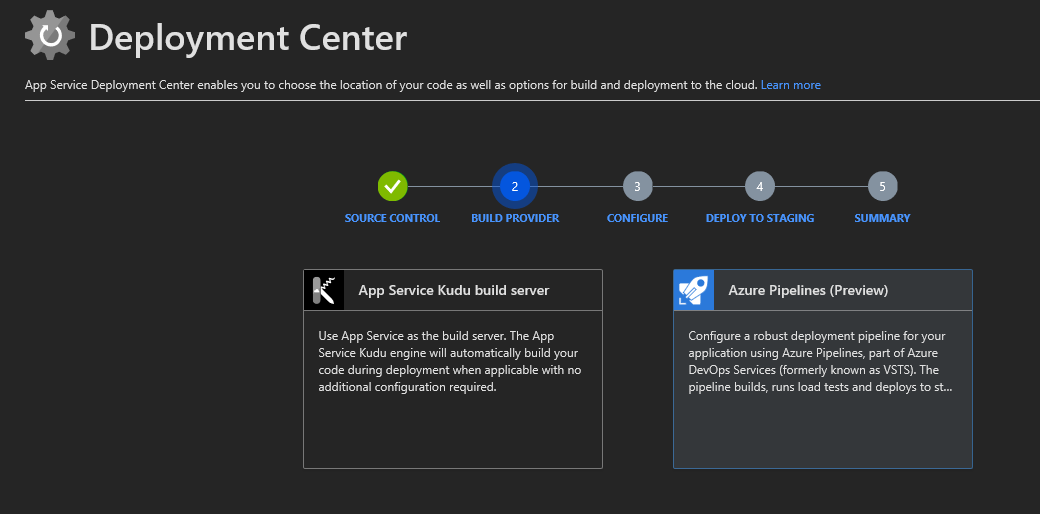 Deployment Center
App Service Deployment Center enables you to choose the location of your code as well as options for build and deployment to the cloud. Learn more
2
3
4
5
SOURCE CONTROL
BUILD PROVIDER
CONFIGURE
DEPLOY TO STAGING
SUMMARY
App Service Kudu build server
Use App Service as the build server. The App
Service Kudu engine will automatically build your
code during deployment when applicable with no
additional configuration required.
Azure Pipelines (Preview)
Configure a robust deployment pipeline for your
application using Azure Pipelines, part of Azure
DevOps Services (formerly known as VSTS). The
pipeline builds, runs load tests and deploys to st...